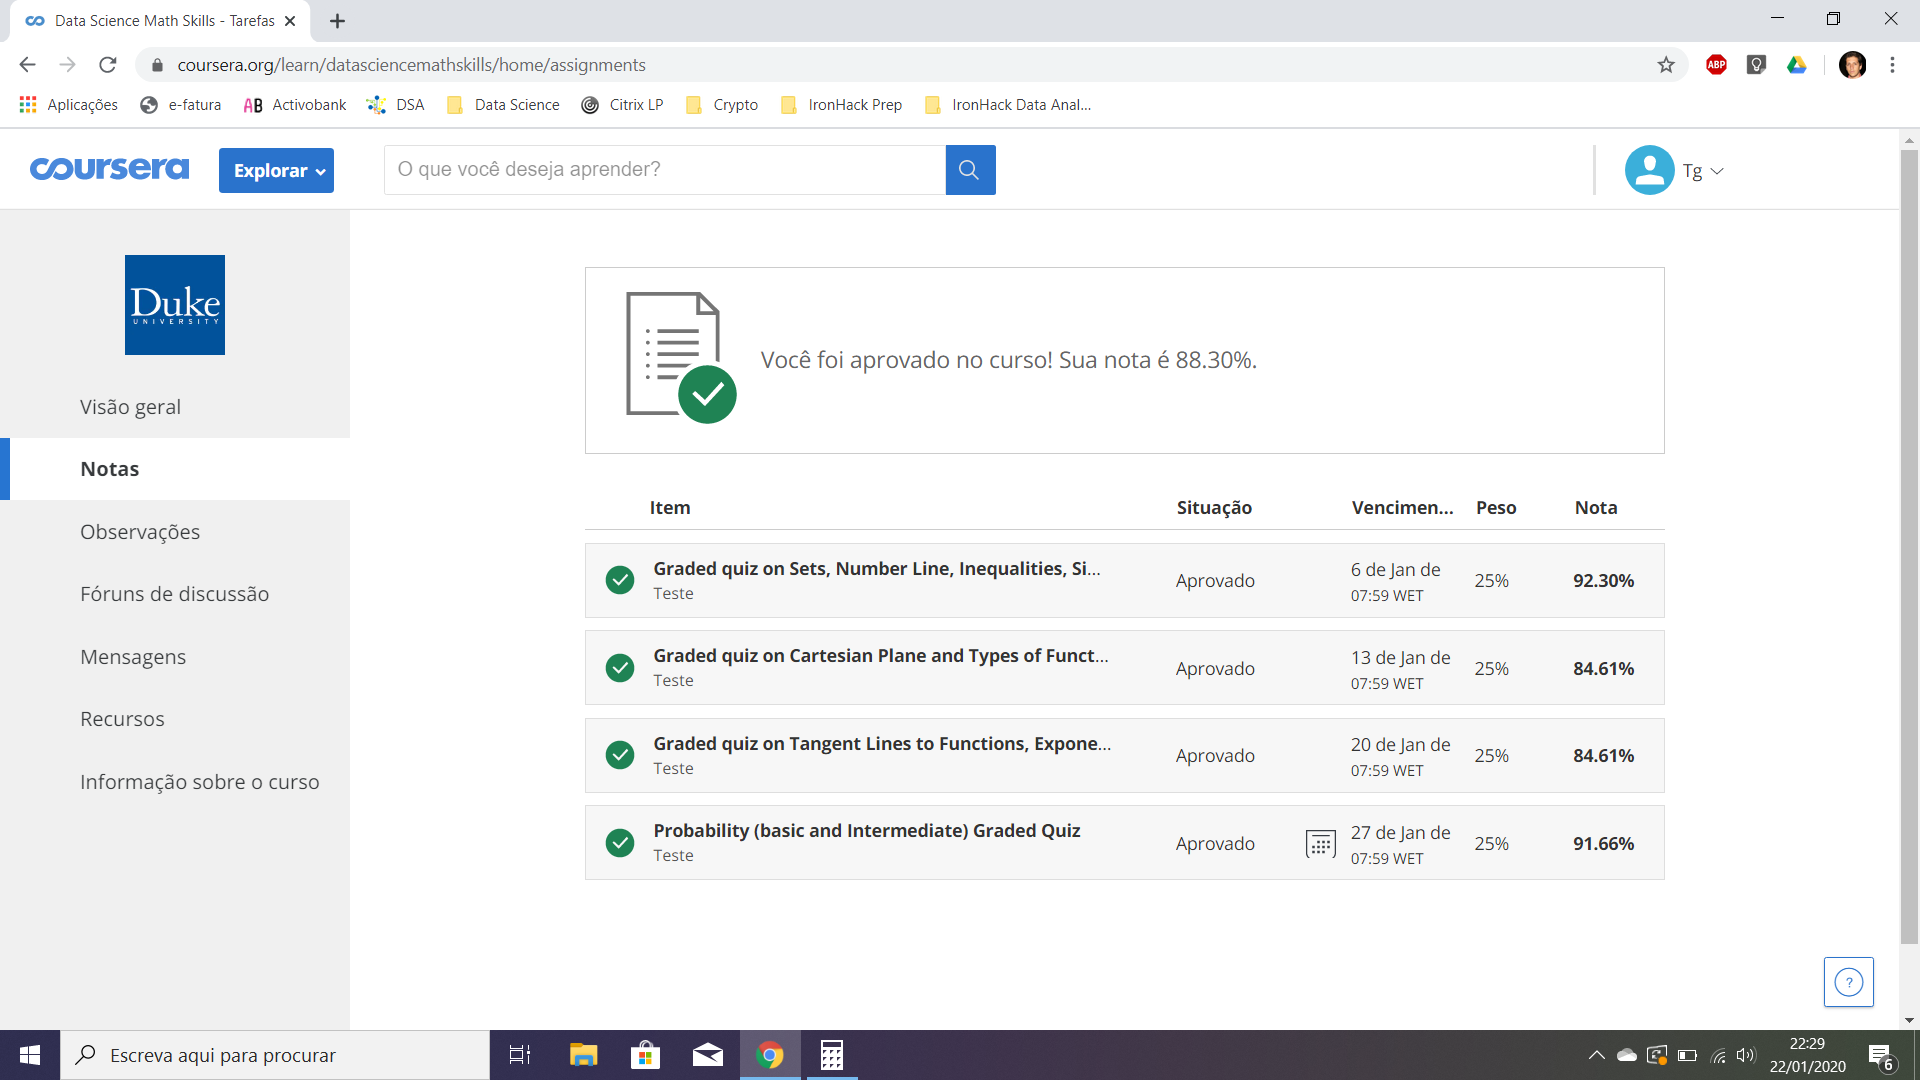 Data Science Math Skills - Tarefas
coursera.org/learn/datasciencemathskills/home/assignments
ABP
Aplicações e-fatura AB Activobank DSA Data Science Citrix LP Crypto IronHack Prep IronHack Data Anal...
coursera Explorar O que você deseja aprender? Tg
Duke
UNIVERSITY
Visão geral
Notas
Observações
Fóruns de discussão
Mensagens
Recursos
Informação sobre o curso
Você foi aprovado no curso! Sua nota é 88.30%.
Item Situação Vencimen... Peso Nota
Graded quiz on Sets, Number Line, Inequalities, Si...
Teste
Aprovado
6 de Jan de
07:59 WET
25%
92.30%
Graded quiz on Cartesian Plane and Types of Funct...
Teste
Aprovado
13 de Jan de
07:59 WET
25%
84.61%
Graded quiz on Tangent Lines to Functions, Expone...
Teste
Aprovado
20 de Jan de
07:59 WET
25%
84.61%
Probability (basic and Intermediate) Graded Quiz
Teste
Aprovado
27 de Jan de
07:59 WET
25%
91.66%
?
Escreva aqui para procurar
22:29
22/01/2020
6